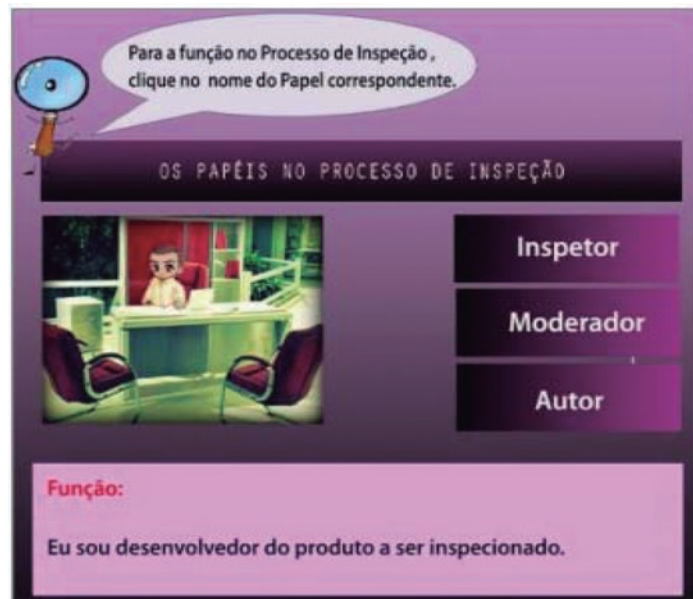 Para a função no Processo de Inspeção ,
clique no nome do Papel correspondente.
OS PAPÉIS NO PROCESSO DE INSPEÇÃO
Inspetor
Moderador
Autor
Função:
Eu sou desenvolvedor do produto a ser inspecionado.